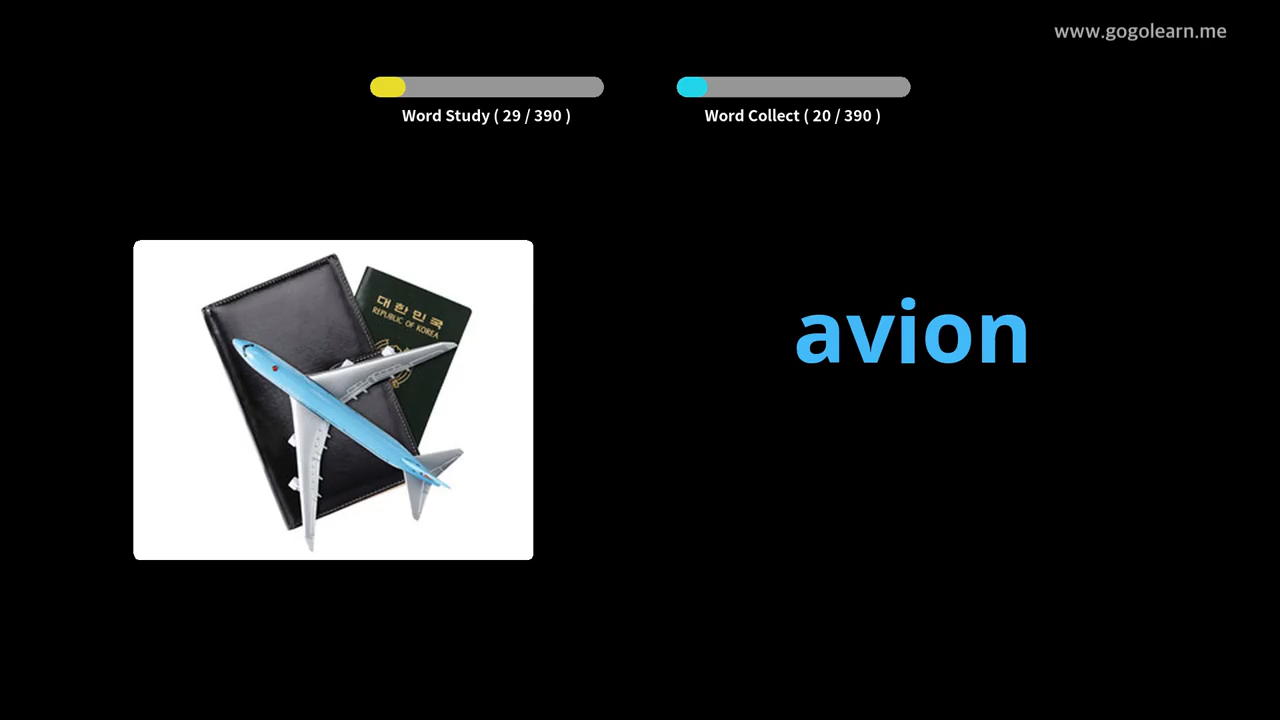 www.gogolearn.me
Word Study ( 29 / 390 )
Word Collect ( 20 / 390 )
대한민국
REPUBLIC OF KOREA
avion